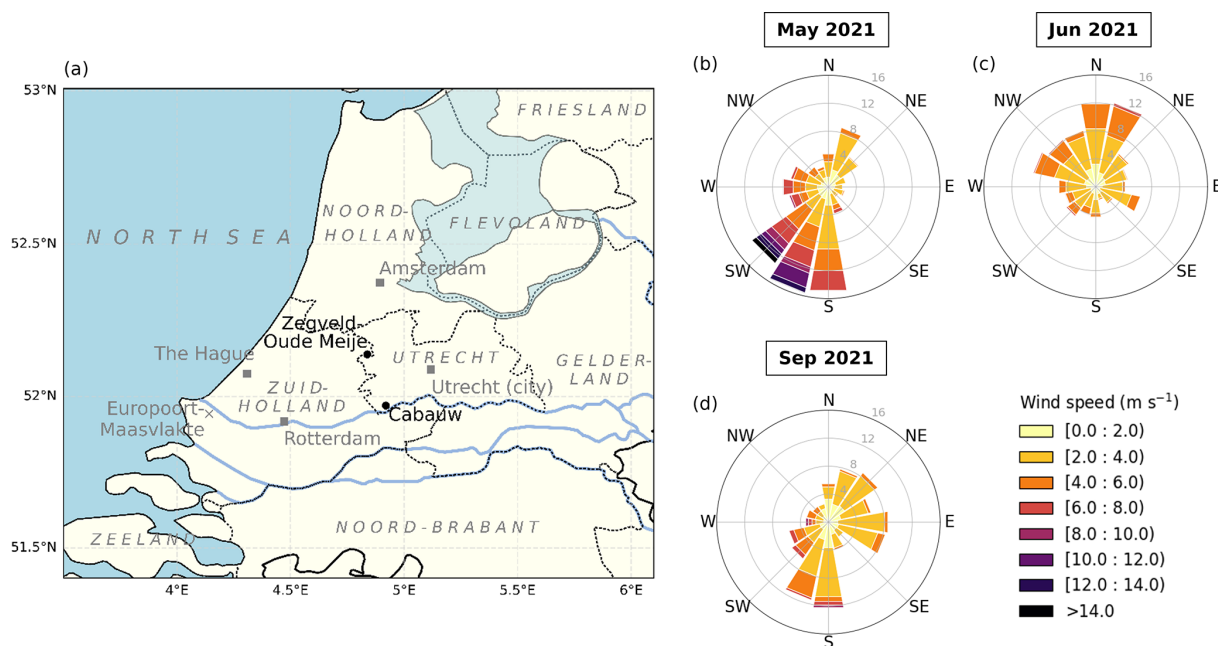 (a)
53°N
52.5°N
52°N
51.5°N
4°E
4.5°E
5°E
5.5°E
6°E
FRIESLAND
NOORD-
HOLLAND
FLEVOLAND
NORTH SEA
Amsterdam
Zegveld-
Oude Meije
The Hague
UTRECHT
GELDER-
LAND
ZUID-
HOLLAND
Utrecht (city)
Europoort-
Maasvlakte
Cabauw
Rotterdam
NOORD-BRABANT
ZEELAND
May 2021
(b)
N
NE
E
SE
S
SW
W
NW
4
8
12
16
Jun 2021
(c)
N
NE
E
SE
S
SW
W
NW
4
8
12
16
Sep 2021
(d)
N
NE
E
SE
S
SW
W
NW
4
8
12
16
Wind speed (m s⁻¹)
[0.0 : 2.0)
[2.0 : 4.0)
[4.0 : 6.0)
[6.0 : 8.0)
[8.0 : 10.0)
[10.0 : 12.0)
[12.0 : 14.0)
>14.0